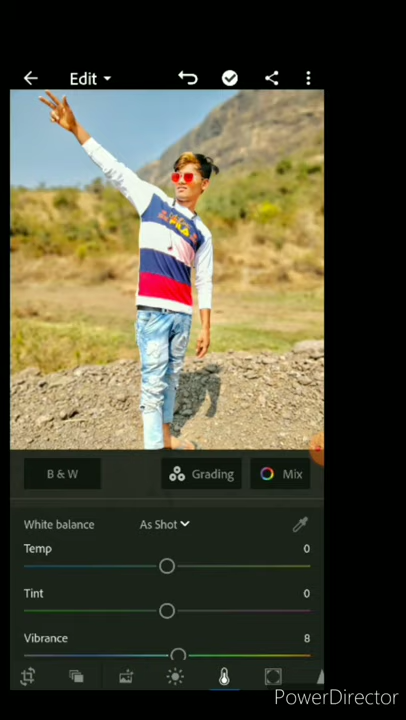 Edit
B & W
Grading
Mix
White balance
As Shot
Temp
0
Tint
0
Vibrance
8
PowerDirector